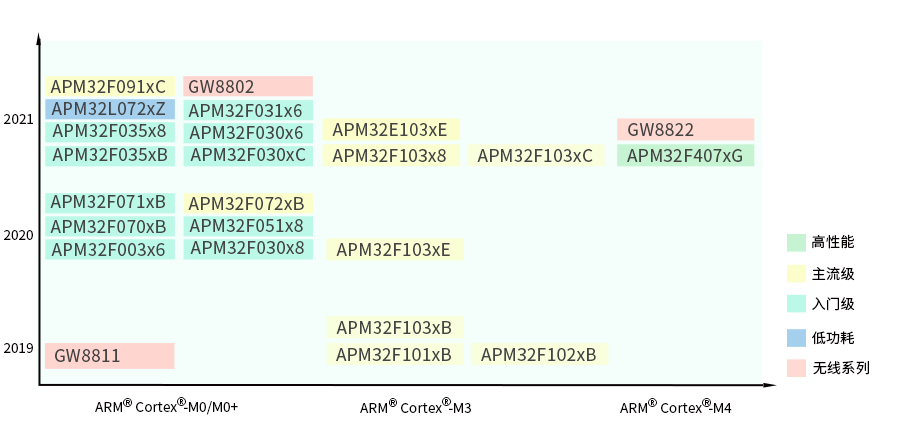 APM32F091xC GW8802
APM32L072xZ APM32F031x6
2021
APM32F035x8 APM32F030x6 APM32E103xE GW8822
APM32F035xB APM32F030xC APM32F103x8 APM32F103xC APM32F407xG
APM32F071xB APM32F072xB
APM32F070xB APM32F051x8
2020
APM32F003x6 APM32F030x8 APM32F103xE
高性能
主流级
入门级
APM32F103xB
低功耗
2019
GW8811 APM32F101xB APM32F102xB
无线系列
ARM® Cortex®-M0/M0+ ARM® Cortex®-M3 ARM® Cortex®-M4